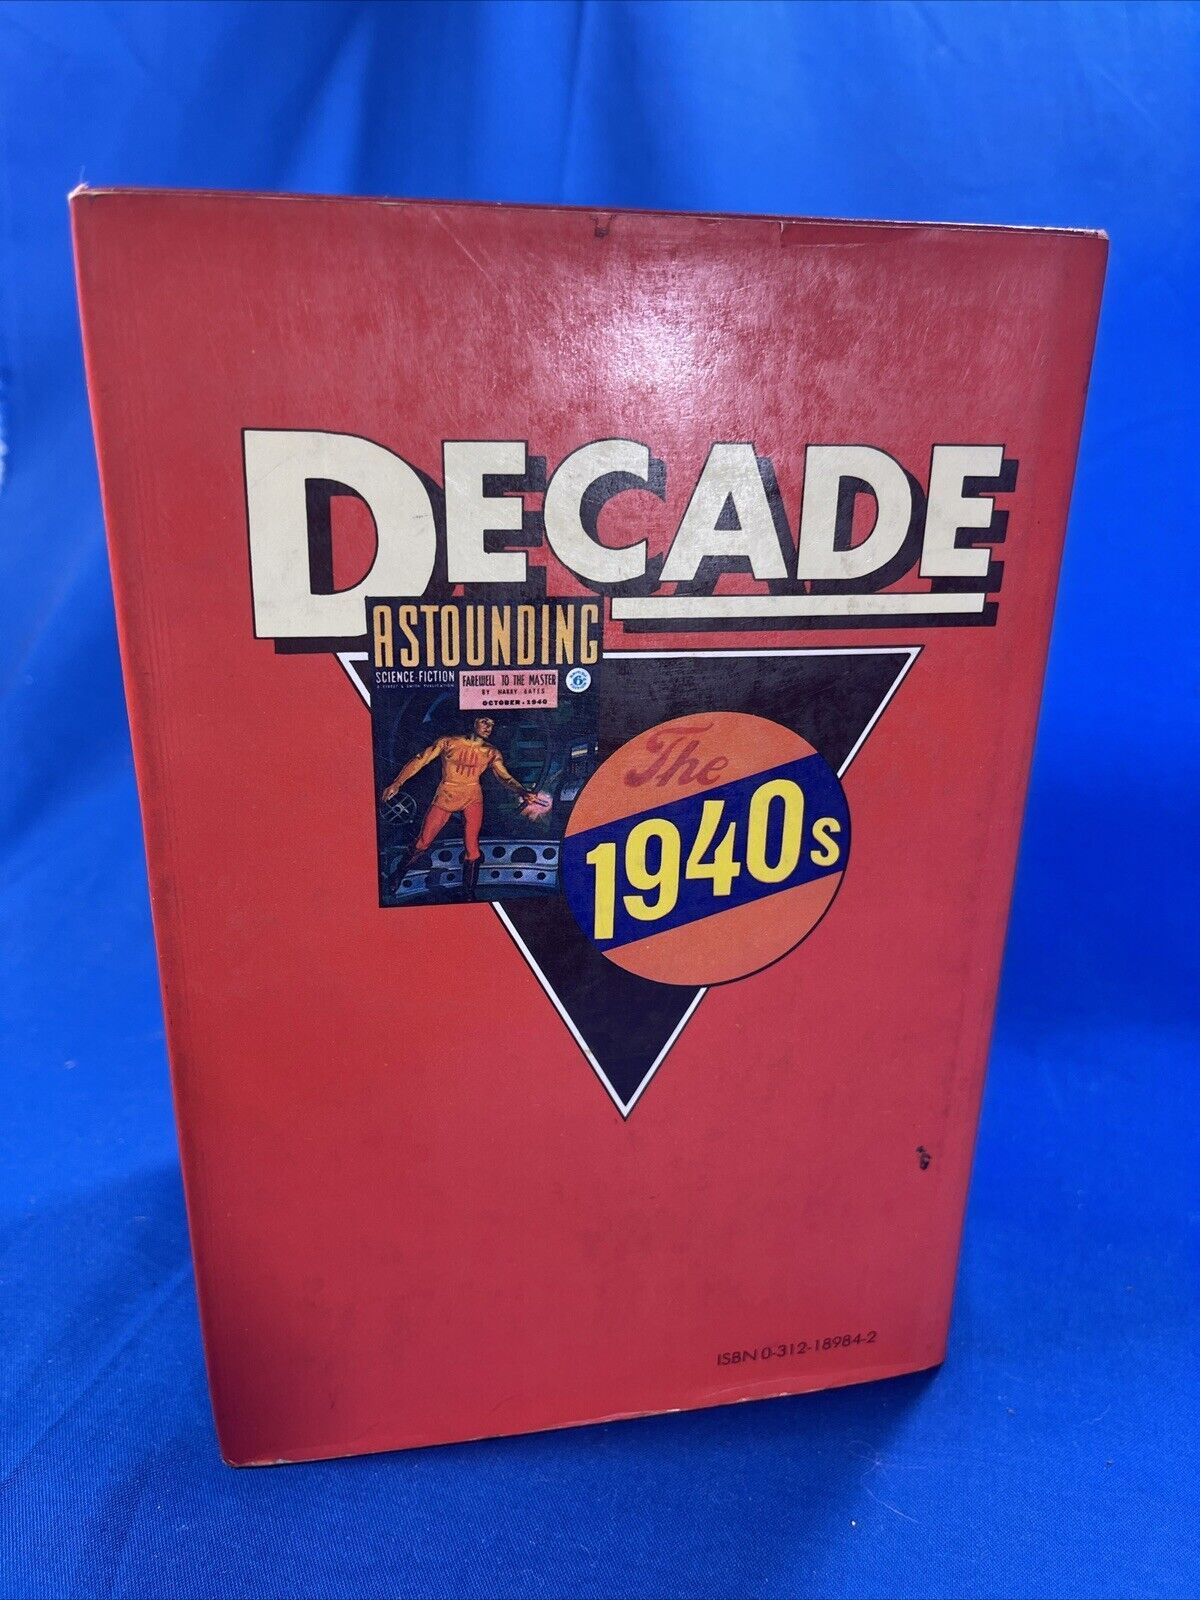 DECADE
ASTOUNDING
SCIENCE-FICTION
FAREWELL TO THE MASTER
BY HARRY BATES
OCTOBER · 1940
The
1940s
ISBN 0-312-18984-2